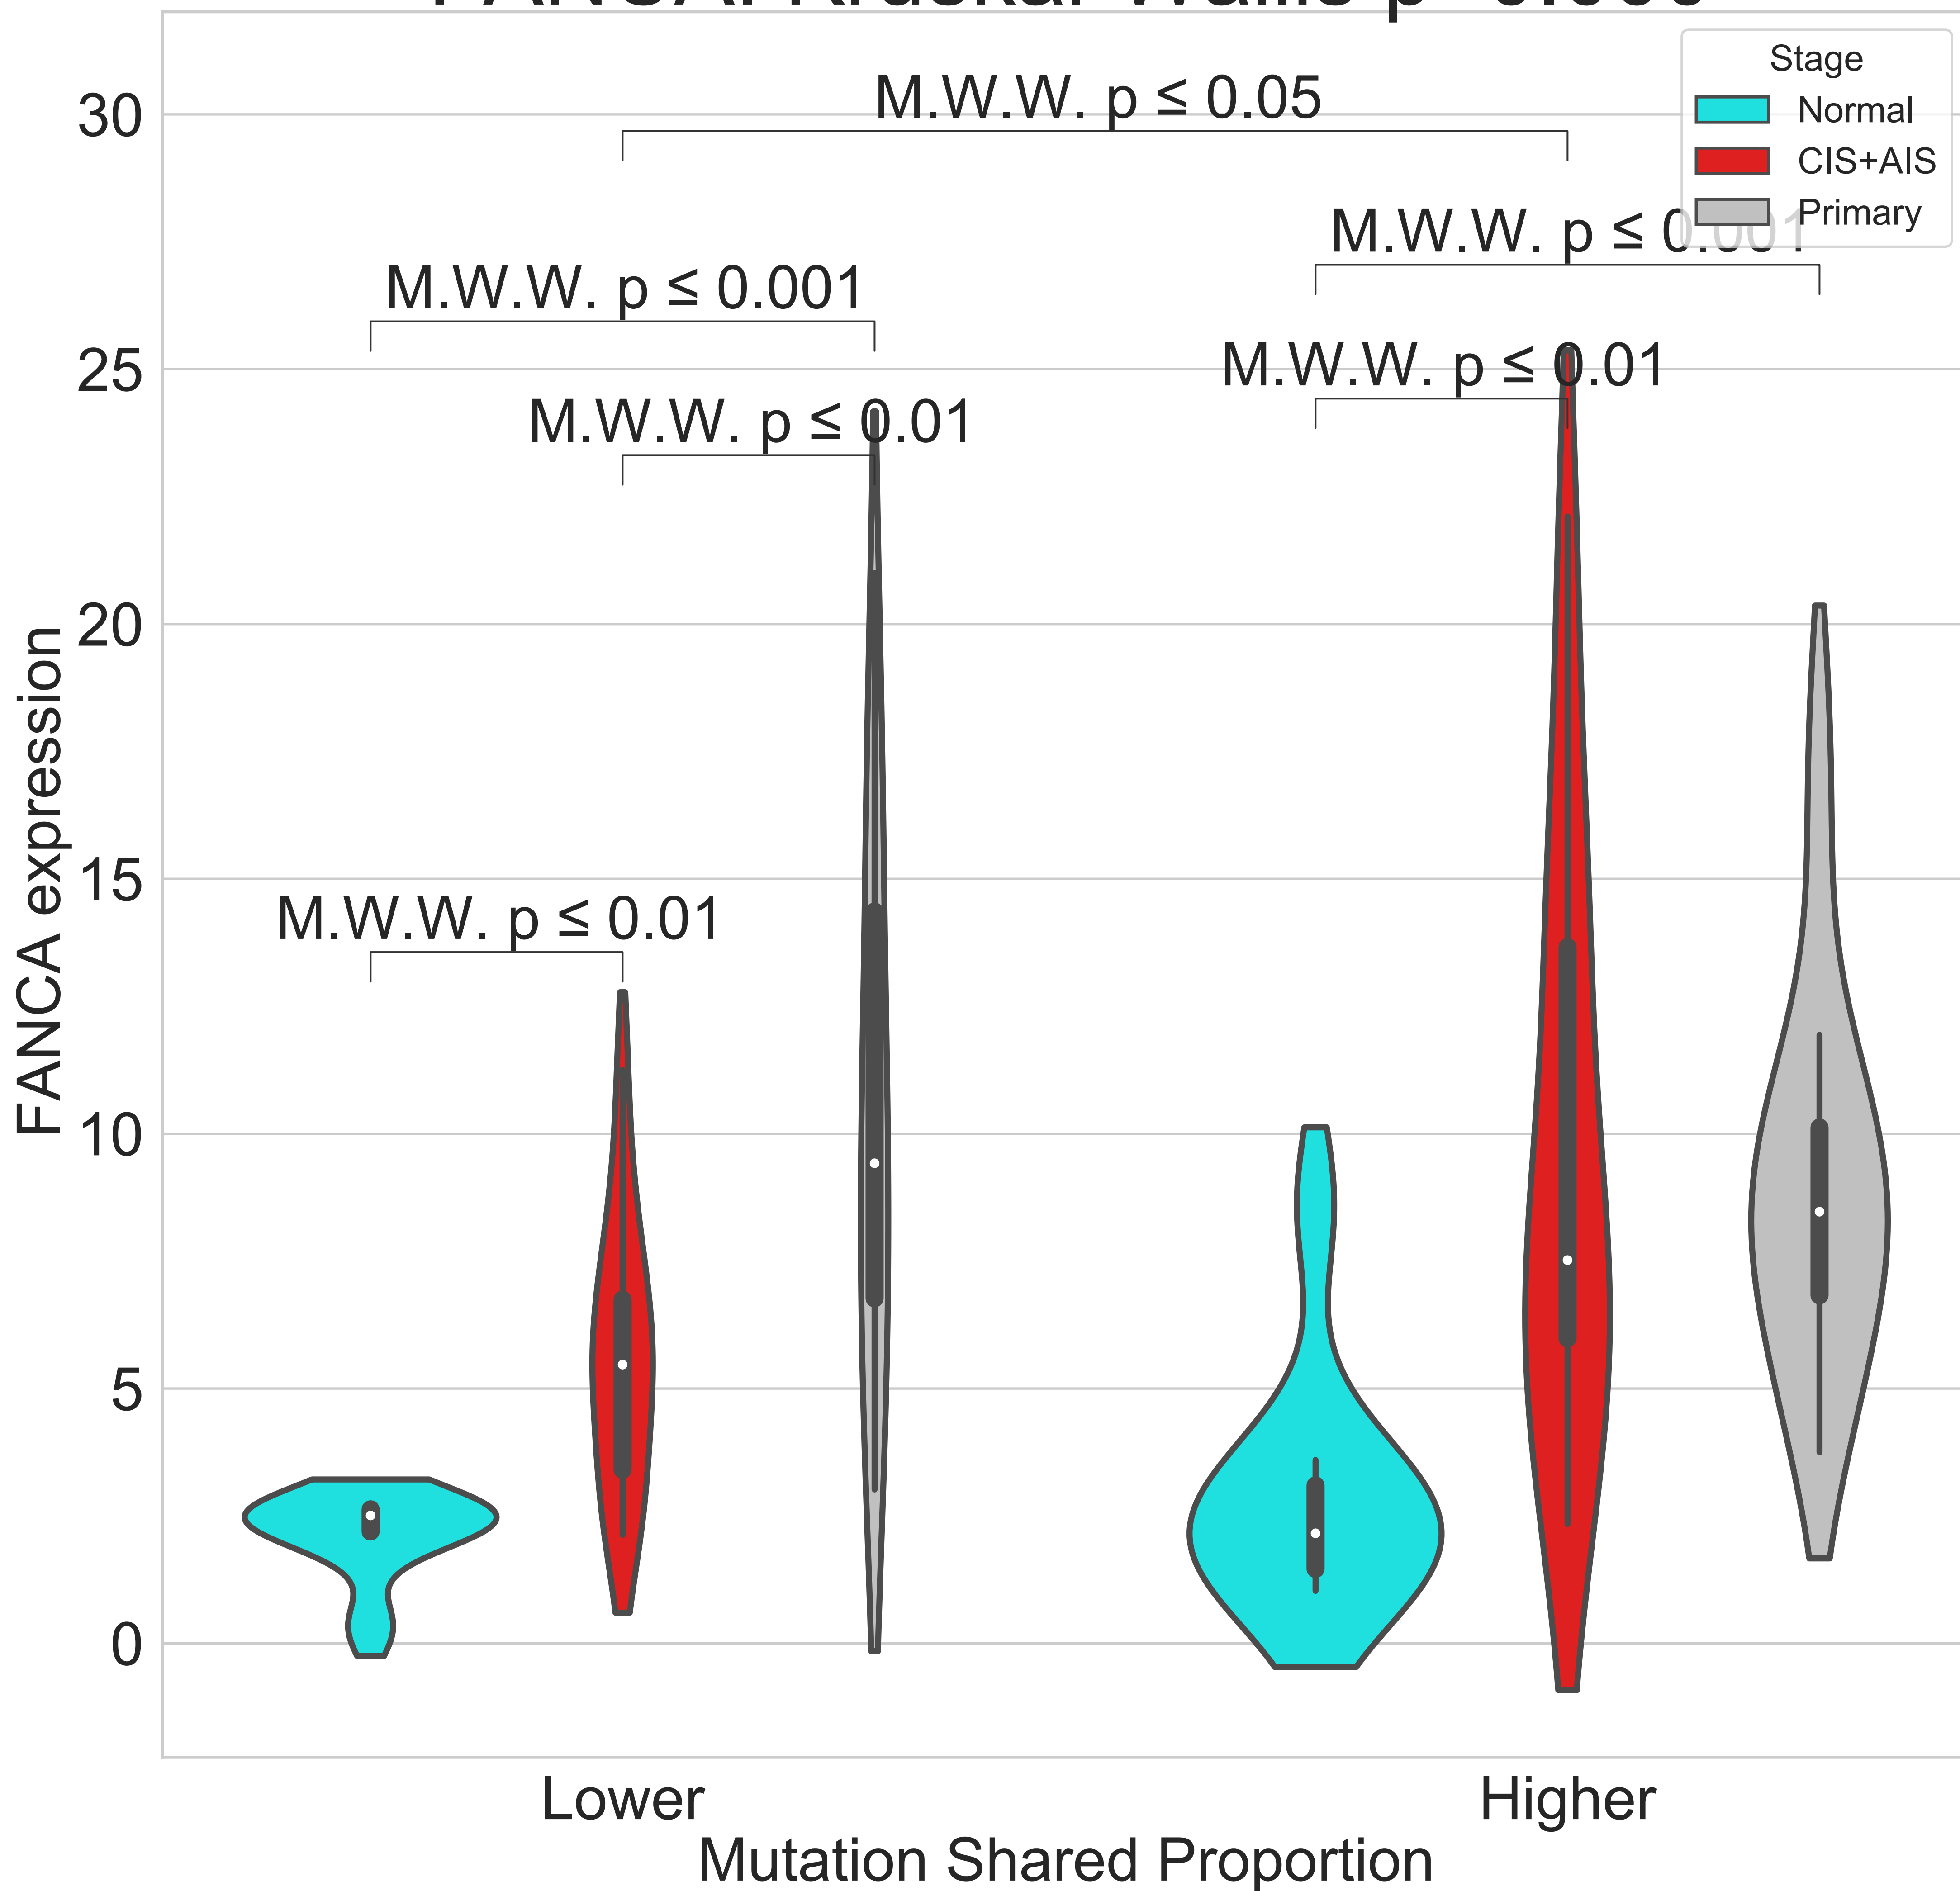 Stage
Normal
CIS+AIS
Primary
M.W.W. p ≤ 0.05
M.W.W. p ≤ 0.001
M.W.W. p ≤ 0.001
M.W.W. p ≤ 0.01
M.W.W. p ≤ 0.01
M.W.W. p ≤ 0.01
30
25
20
15
10
5
0
FANCA expression
Lower
Higher
Mutation Shared Proportion